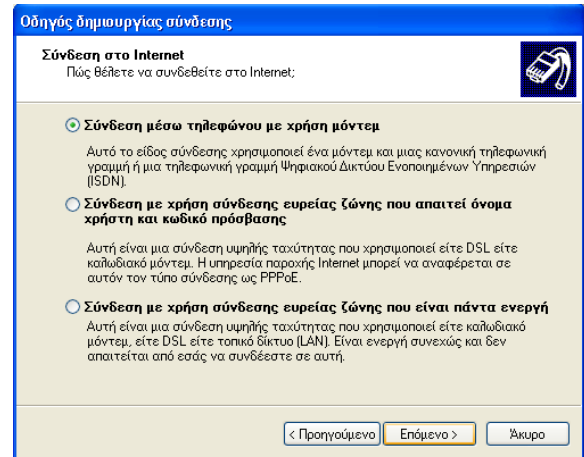 Οδηγός δημιουργίας σύνδεσης
Σύνδεση στο Internet
Πώς θέλετε να συνδεθείτε στο Internet;
Σύνδεση μέσω τηλεφώνου με χρήση μόντεμ
Αυτό το είδος σύνδεσης χρησιμοποιεί ένα μόντεμ και μιας κανονική τηλεφωνική
γραμμή ή μια τηλεφωνική γραμμή Ψηφιακού Δικτύου Ενοποιημένων Υπηρεσιών
(ISDN).
Σύνδεση με χρήση σύνδεσης ευρείας ζώνης που απαιτεί όνομα
χρήστη και κωδικό πρόσβασης
Αυτή είναι μια σύνδεση υψηλής ταχύτητας που χρησιμοποιεί είτε DSL είτε
καλωδιακό μόντεμ. Η υπηρεσία παροχής Internet μπορεί να αναφέρεται σε
αυτόν τον τύπο σύνδεσης ως PPPoE.
Σύνδεση με χρήση σύνδεσης ευρείας ζώνης που είναι πάντα ενεργή
Αυτή είναι μια σύνδεση υψηλής ταχύτητας που χρησιμοποιεί είτε καλωδιακό
μόντεμ, είτε DSL είτε τοπικό δίκτυο (LAN). Είναι ενεργή συνεχώς και δεν
απαιτείται από εσάς να συνδέεστε σε αυτή.
< Προηγούμενο Επόμενο > Άκυρο